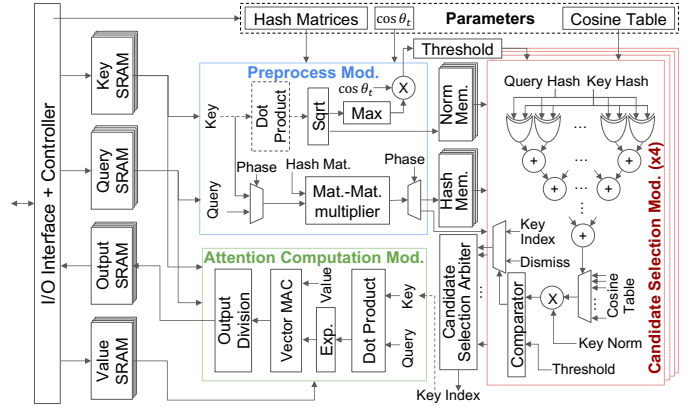 Hash Matrices
cos θt
Parameters
Cosine Table
Threshold
I/O Interface + Controller
Key
SRAM
Query
SRAM
Output
SRAM
Value
SRAM
Preprocess Mod.
cos θt
X
Key
Dot
Product
Sqrt
Max
Norm
Mem.
Phase
Hash Mat.
Phase
Query
Mat.-Mat.
multiplier
Hash
Mem.
Attention Computation Mod.
Output
Division
Vector MAC
Value
Exp.
Dot Product
Key
Query
Candidate
Selection Arbiter
Key Index
Candidate Selection Mod. (x4)
Query Hash
Key Hash
...
+
+
+
+
...
...
...
+
Key
Index
Dismiss
Comparator
X
Cosine
Table
...
Key Norm
Threshold